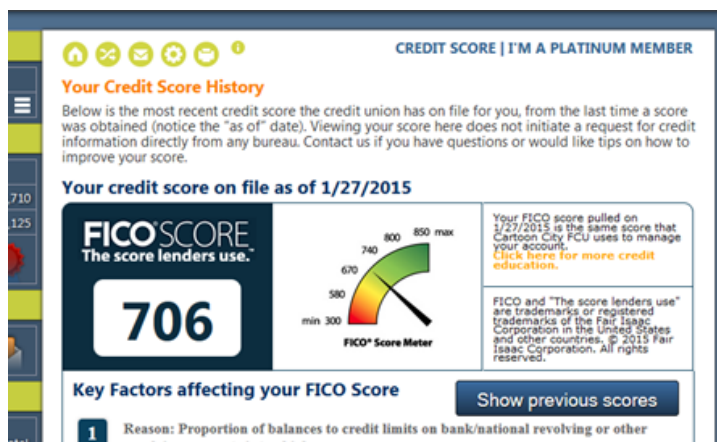 CREDIT SCORE | I'M A PLATINUM MEMBER
Your Credit Score History
Below is the most recent credit score the credit union has on file for you, from the last time a score
was obtained (notice the "as of" date). Viewing your score here does not initiate a request for credit
information directly from any bureau. Contact us if you have questions or would like tips on how to
improve your score.
Your credit score on file as of 1/27/2015
,710
,125
FICO® SCORE
The score lenders use.™
706
min 300
580
670
740
800
850 max
FICO® Score Meter
Your FICO score pulled on
1/27/2015 is the same score that
Cartoon City FCU uses to manage
your account.
Click here for more credit
education.
FICO and "The score lenders use"
are trademarks or registered
trademarks of the Fair Isaac
Corporation in the United States
and other countries. © 2015 Fair
Isaac Corporation. All rights
reserved.
Key Factors affecting your FICO Score
Show previous scores
1
Reason: Proportion of balances to credit limits on bank/national revolving or other